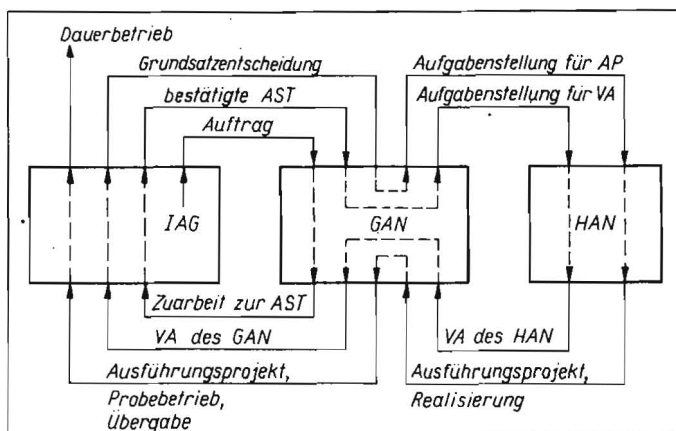 Dauerbetrieb
Grundsatzentscheidung
Aufgabenstellung für AP
bestätigte AST
Aufgabenstellung für VA
Auftrag
IAG
GAN
HAN
Zuarbeit zur AST
VA des GAN
VA des HAN
Ausführungsprojekt,
Probebetrieb,
Übergabe
Ausführungsprojekt,
Realisierung